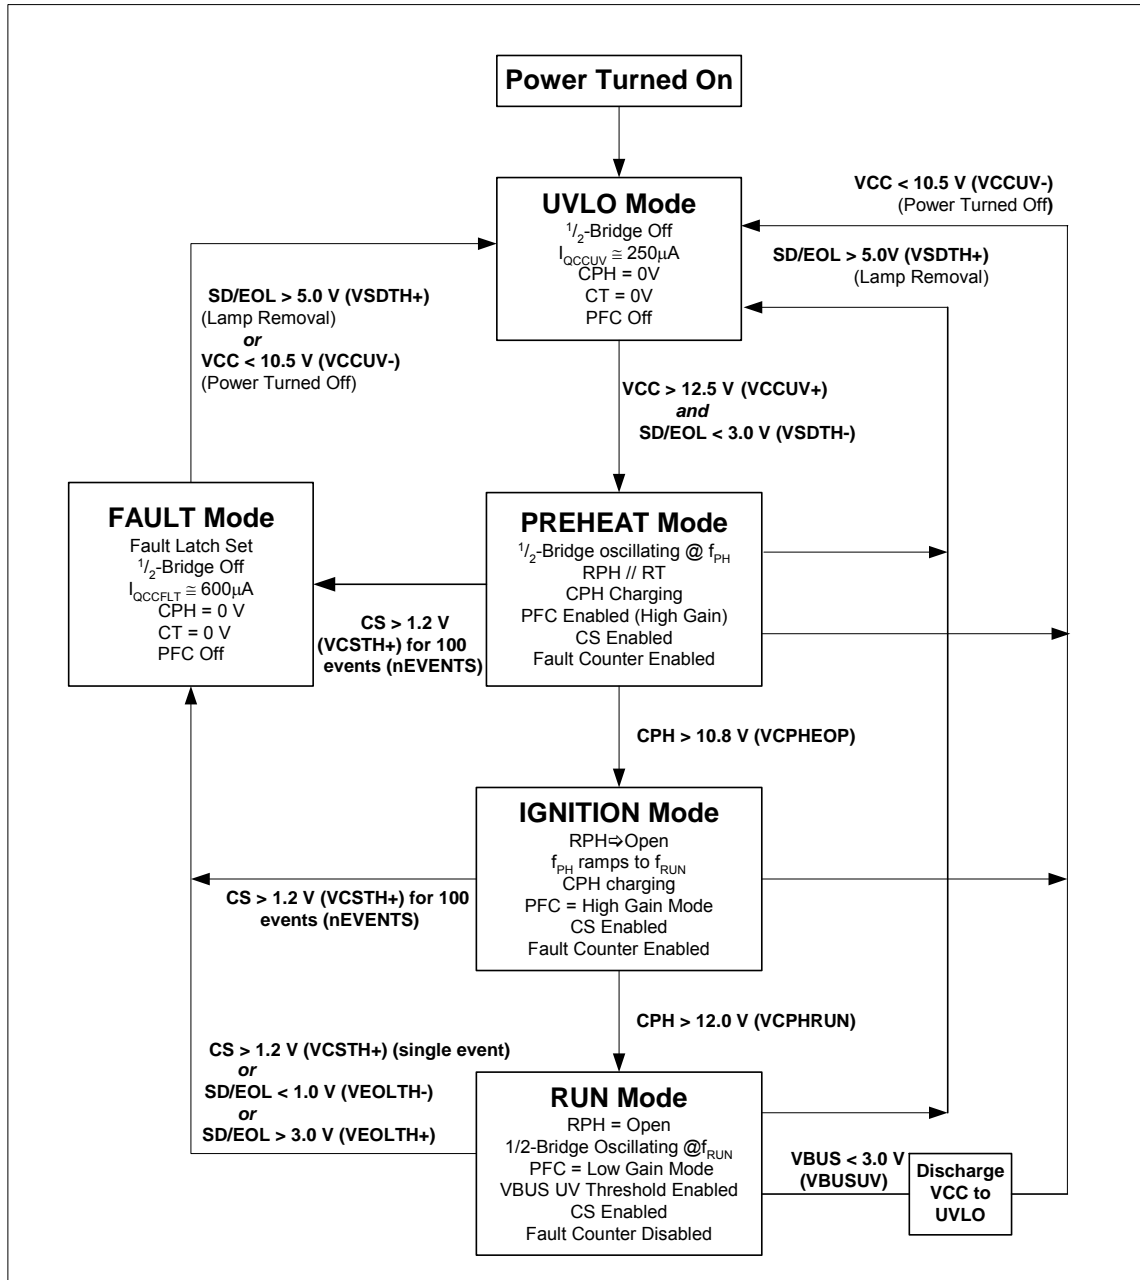 Power Turned On
UVLO Mode
1/2-Bridge Off
IQCCUV ≅ 250μA
CPH = 0V
CT = 0V
PFC Off
VCC < 10.5 V (VCCUV-)
(Power Turned Off)
SD/EOL > 5.0V (VSDTH+)
(Lamp Removal)
SD/EOL > 5.0 V (VSDTH+)
(Lamp Removal)
or
VCC < 10.5 V (VCCUV-)
(Power Turned Off)
VCC > 12.5 V (VCCUV+)
and
SD/EOL < 3.0 V (VSDTH-)
FAULT Mode
Fault Latch Set
1/2-Bridge Off
IQCCFLT ≅ 600μA
CPH = 0 V
CT = 0 V
PFC Off
CS > 1.2 V
(VCSTH+) for 100
events (nEVENTS)
PREHEAT Mode
1/2-Bridge oscillating @ fPH
RPH // RT
CPH Charging
PFC Enabled (High Gain)
CS Enabled
Fault Counter Enabled
CPH > 10.8 V (VCPHEOP)
IGNITION Mode
RPH⇨Open
fPH ramps to fRUN
CPH charging
PFC = High Gain Mode
CS Enabled
Fault Counter Enabled
CS > 1.2 V (VCSTH+) for 100
events (nEVENTS)
CPH > 12.0 V (VCPHRUN)
CS > 1.2 V (VCSTH+) (single event)
or
SD/EOL < 1.0 V (VEOLTH-)
or
SD/EOL > 3.0 V (VEOLTH+)
RUN Mode
RPH = Open
1/2-Bridge Oscillating @fRUN
PFC = Low Gain Mode
VBUS UV Threshold Enabled
CS Enabled
Fault Counter Disabled
VBUS < 3.0 V
(VBUSUV)
Discharge
VCC to
UVLO